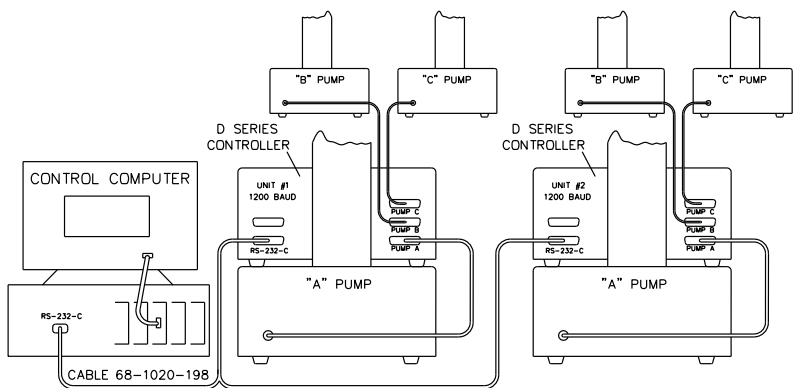 "B" PUMP
"C" PUMP
"B" PUMP
"C" PUMP
D SERIES
CONTROLLER
D SERIES
CONTROLLER
CONTROL COMPUTER
UNIT #1
1200 BAUD
PUMP C
PUMP B
PUMP A
RS-232-C
UNIT #2
1200 BAUD
PUMP C
PUMP B
PUMP A
RS-232-C
"A" PUMP
"A" PUMP
RS-232-C
CABLE 68-1020-198